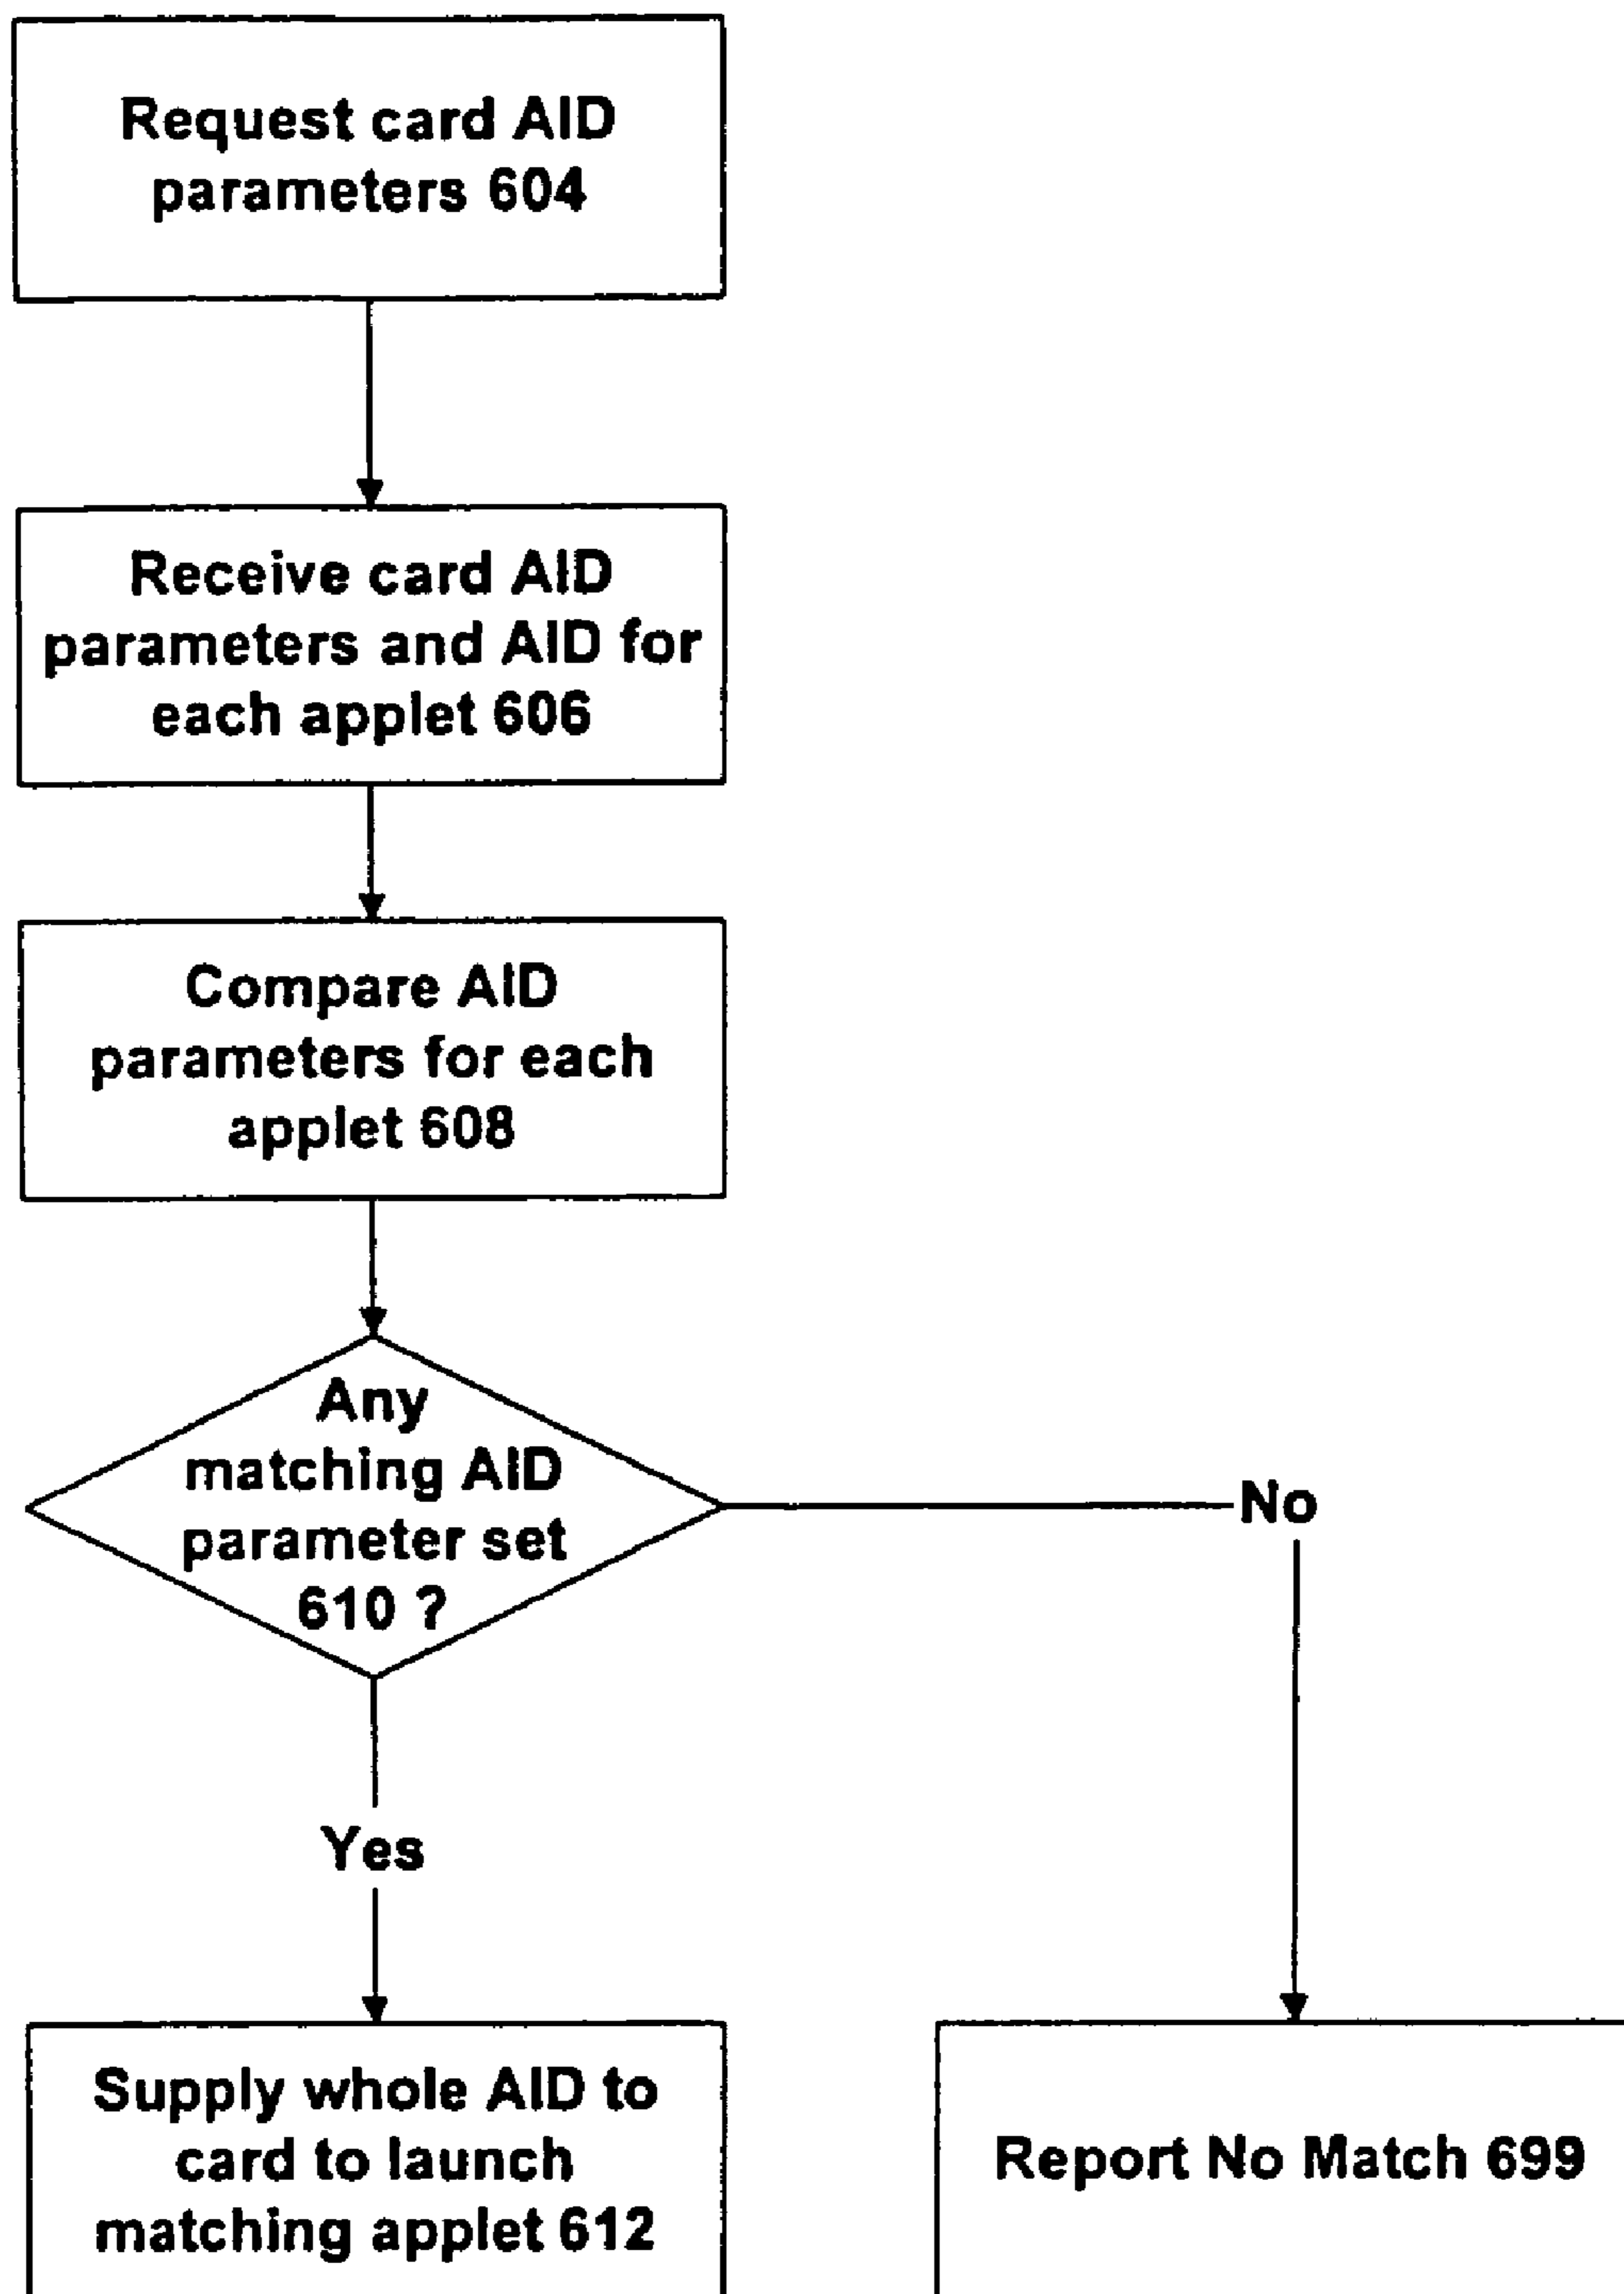 Request card AID
parameters 604
Receive card AID
parameters and AID for
each applet 606
Compare AID
parameters for each
applet 608
Any
matching AID
parameter set
610 ?
No
Yes
Supply whole AID to
card to launch
matching applet 612
Report No Match 699